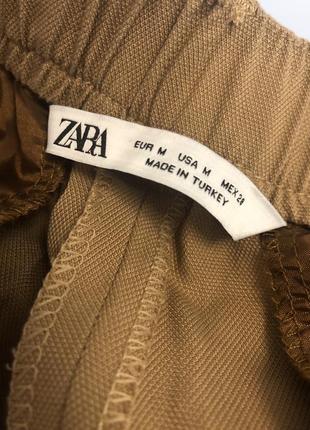 ZARA
EUR M USA M MEX 28
MADE IN TURKEY